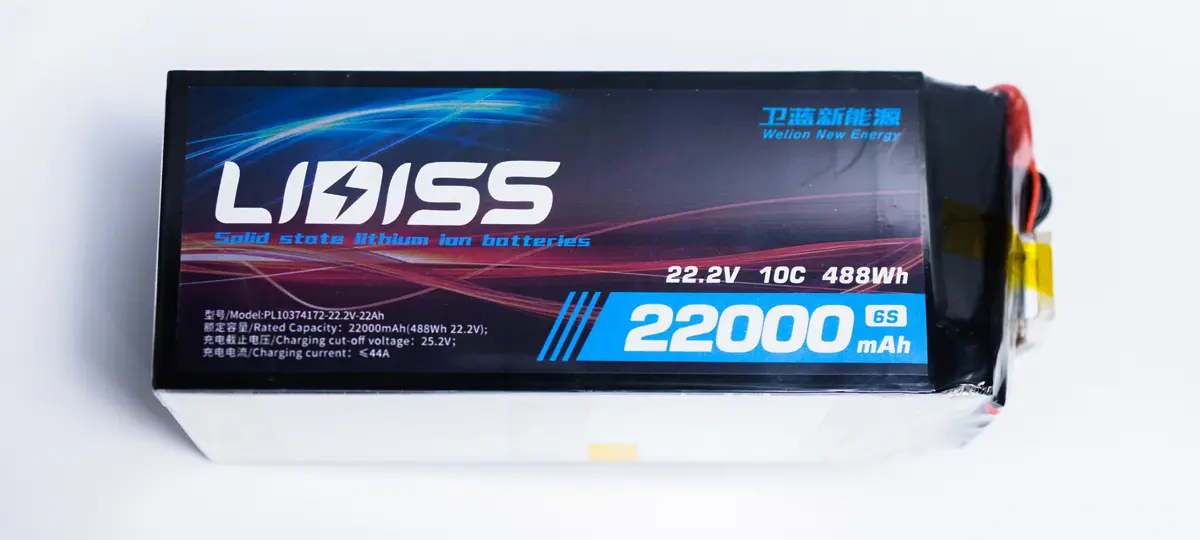 卫蓝新能源
Welion New Energy
LIDISS
Solid state lithium ion batteries
22.2V 10C 488Wh
22000 6S mAh
型号/Model:PL10374172-22.2V-22Ah
额定容量/Rated Capacity：22000mAh(488Wh 22.2V);
充电截止电压/Charging cut-off voltage：25.2V;
充电电流/Charging current：≤44A